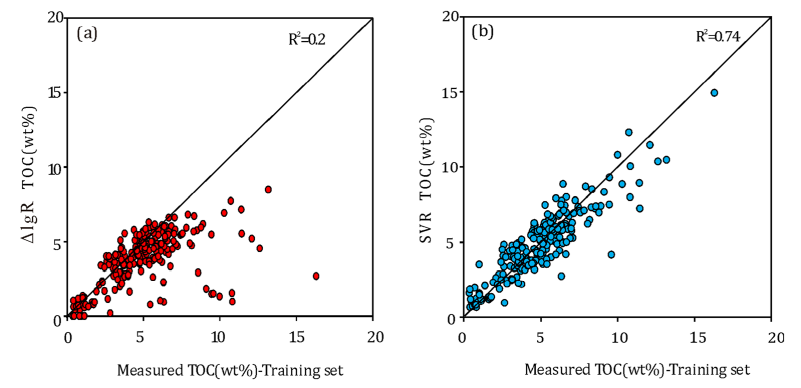 (a)
R²=0.2
20
15
10
5
0
ΔlgR TOC(wt%)
0 5 10 15 20
Measured TOC(wt%)-Training set
(b)
R²=0.74
20
15
10
5
0
SVR TOC(wt%)
0 5 10 15 20
Measured TOC(wt%)-Training set